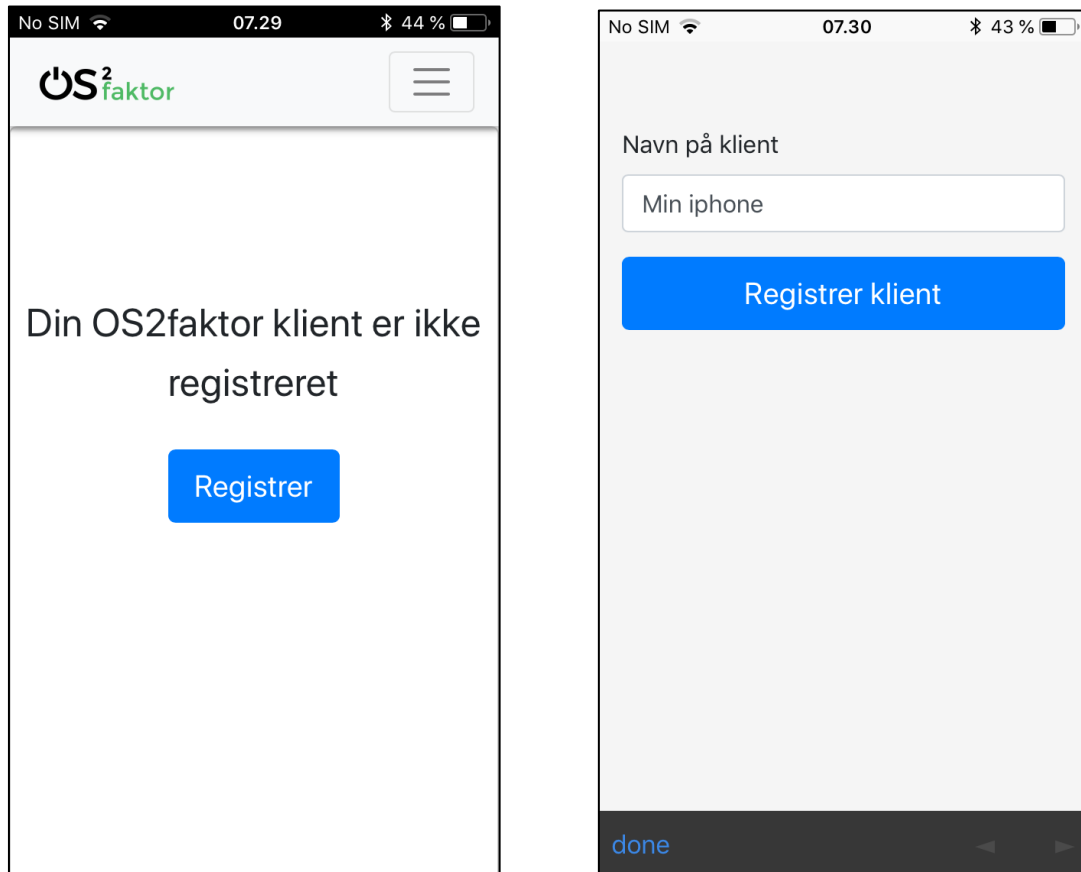 No SIM 07.29 44 %
OS2faktor
Din OS2faktor klient er ikke
registreret
Registrer
No SIM 07.30 43 %
Navn på klient
Min iphone
Registrer klient
done